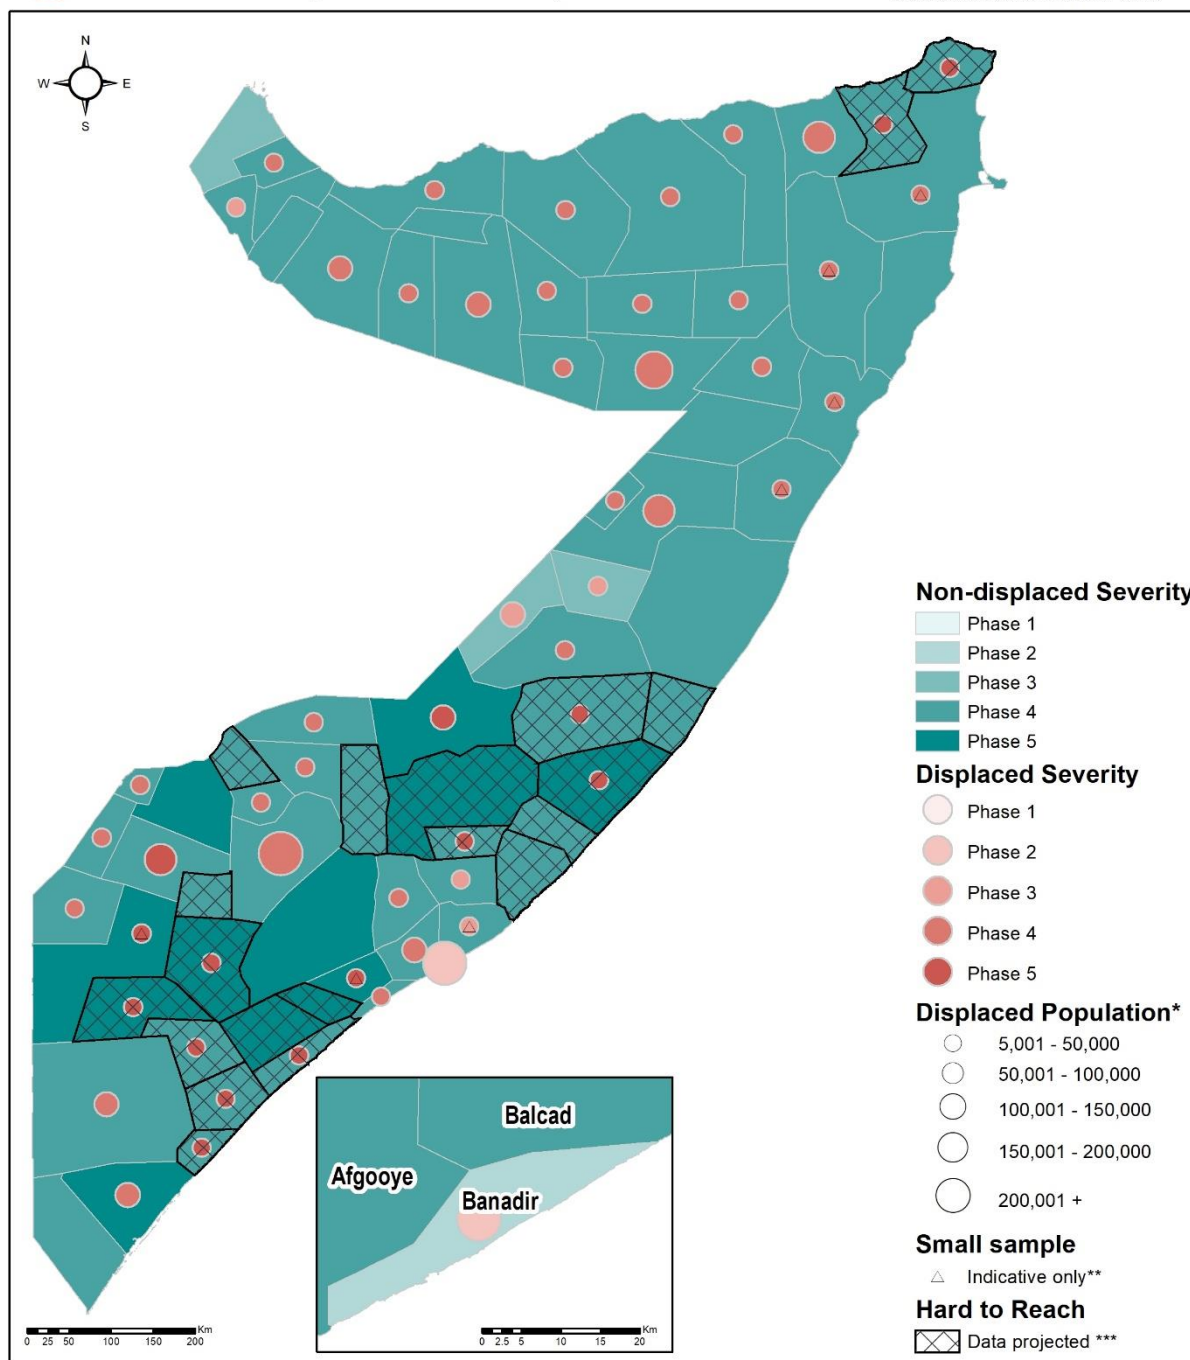 N
W E
S
Non-displaced Severity
Phase 1
Phase 2
Phase 3
Phase 4
Phase 5
Displaced Severity
Phase 1
Phase 2
Phase 3
Phase 4
Phase 5
Displaced Population*
5,001 - 50,000
50,001 - 100,000
100,001 - 150,000
150,001 - 200,000
200,001 +
Small sample
Indicative only**
Hard to Reach
Data projected ***
Balcad
Afgooye
Banadir
Km
0 25 50 100 150 200
Km
0 2.5 5 10 15 20